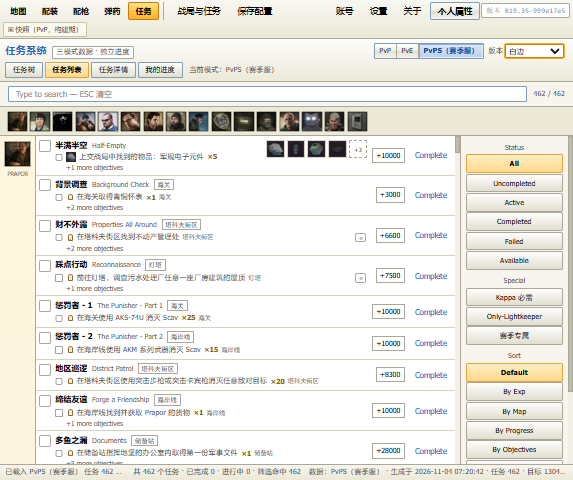 地图 配装 配枪 弹药 任务 战局与任务 保存配置 账号 设置 关于 个人属性 版本 R19.35-999e17e5
快照（PvP，构建期）
任务系统 三模式数据 · 独立进度 PvP PvE PvPS（赛季服） 版本 白边
任务树 任务列表 任务详情 我的进度 当前模式：PvPS（赛季服）
Type to search — ESC 清空 462 / 462
PRAPOR
半满半空 Half-Empty +3 +10000 Complete
上交战局中找到的物品：军规电子元件 ×5
+1 more objectives
背景调查 Background Check 海关 +3000 Complete
在海关取得青铜怀表 ×1 海关
+2 more objectives
财不外露 Properties All Around 塔科夫街区 +6600 Complete
在塔科夫街区找到不动产管理处 塔科夫街区
+2 more objectives
踩点行动 Reconnaissance 灯塔 +7500 Complete
前往灯塔，调查污水处理厂任意一座厂房建筑的屋顶 灯塔
+1 more objectives
惩罚者 - 1 The Punisher - Part 1 海关 +10000 Complete
在海关使用 AKS-74U 消灭 Scav ×25 海关
惩罚者 - 2 The Punisher - Part 2 海岸线 +10000 Complete
在海岸线使用 AKM 系列武器消灭 Scav ×15 海岸线
地区巡逻 District Patrol 塔科夫街区 +8300 Complete
在塔科夫街区使用突击步枪或突击卡宾枪消灭任意敌对目标 ×20 塔科夫街区
缔结友谊 Forge a Friendship 海岸线 +10000 Complete
在海岸线找到并获取 Prapor 的货物 ×1 海岸线
+1 more objectives
多鱼之漏 Documents 储备站 +28000 Complete
在储备站指挥地堡的办公室内取得第一份军事文件 ×1 储备站
+5 more objectives
Status
All
Uncompleted
Active
Completed
Failed
Available
Special
Kappa 必需
Only-Lightkeeper
赛季专属
Sort
Default
By Exp
By Map
By Progress
By Objectives
已载入 PvPS（赛季服） 任务 462 ... 共 462 个任务 · 已完成 0 · 进行中 0 · 筛选命中 462 数据：PvPS（赛季服） · 生成于 2026-11-04 07:20:42 · 任务 462 · 目标 1304...